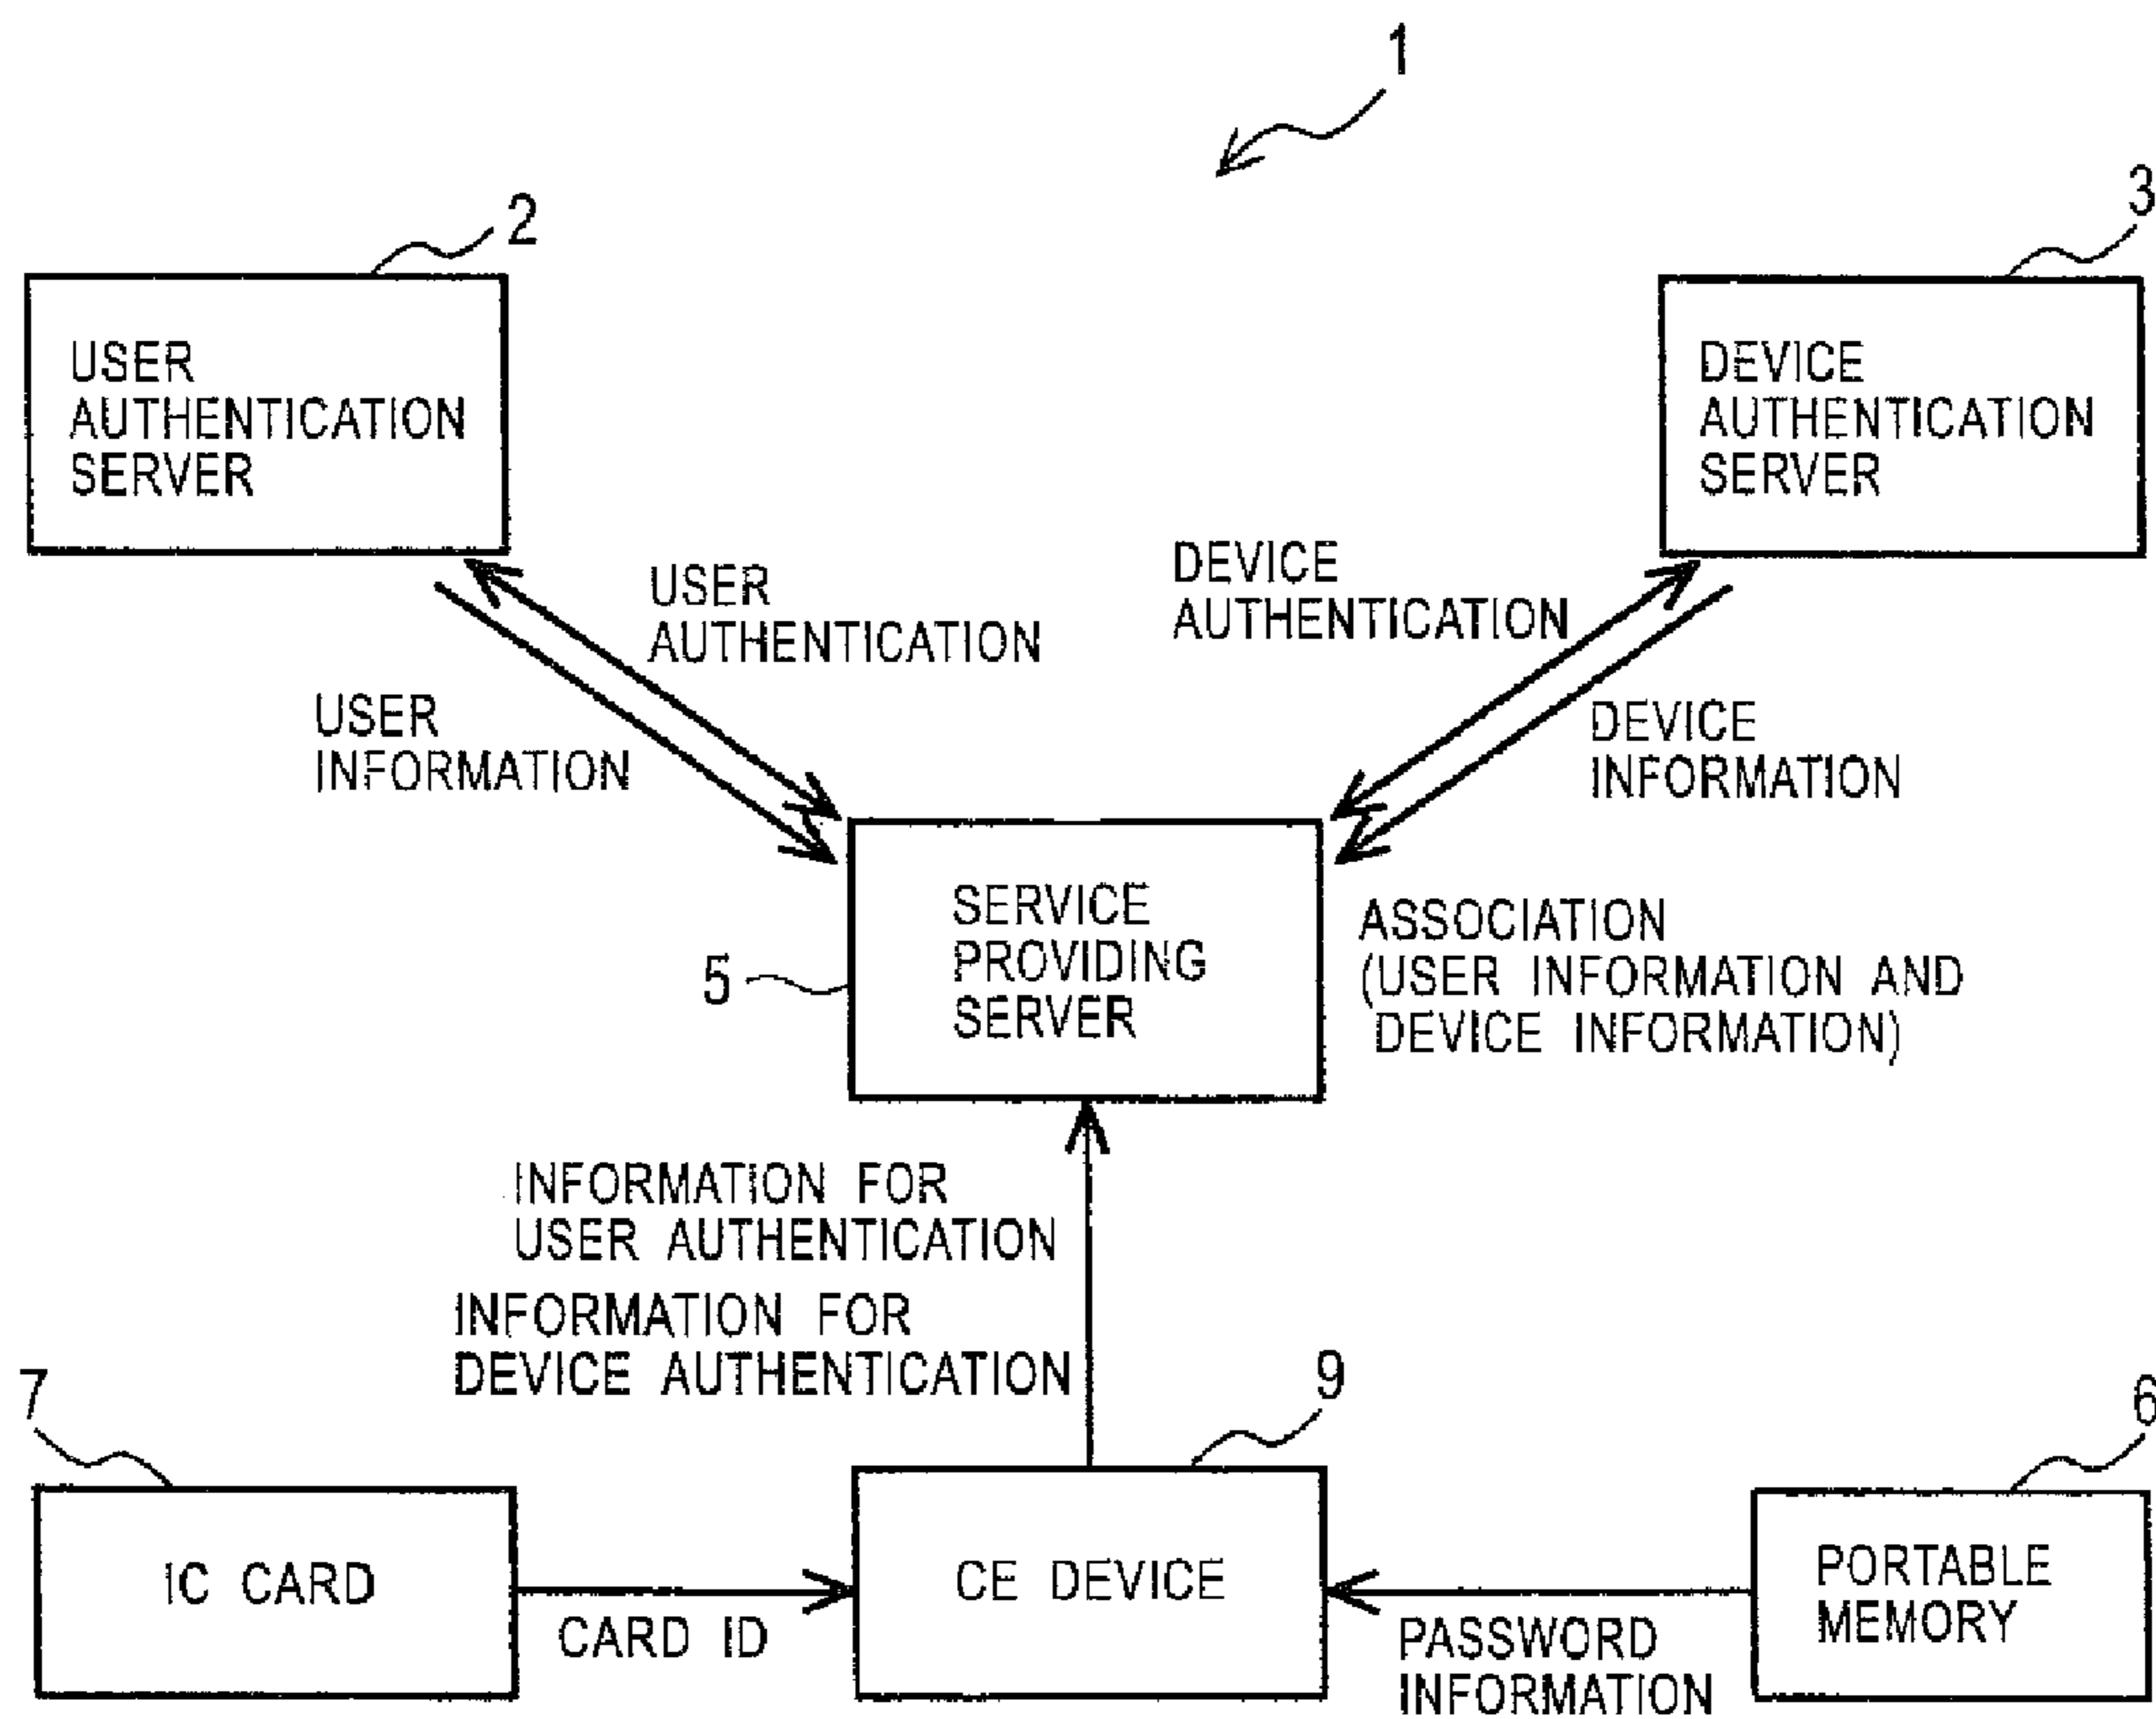 1
2
3
USER
AUTHENTICATION
SERVER
DEVICE
AUTHENTICATION
SERVER
USER
AUTHENTICATION
DEVICE
AUTHENTICATION
USER
INFORMATION
DEVICE
INFORMATION
SERVICE
PROVIDING
SERVER
5
ASSOCIATION
(USER INFORMATION AND
DEVICE INFORMATION)
INFORMATION FOR
USER AUTHENTICATION
INFORMATION FOR
DEVICE AUTHENTICATION
7
9
6
IC CARD
CARD ID
CE DEVICE
PASSWORD
INFORMATION
PORTABLE
MEMORY